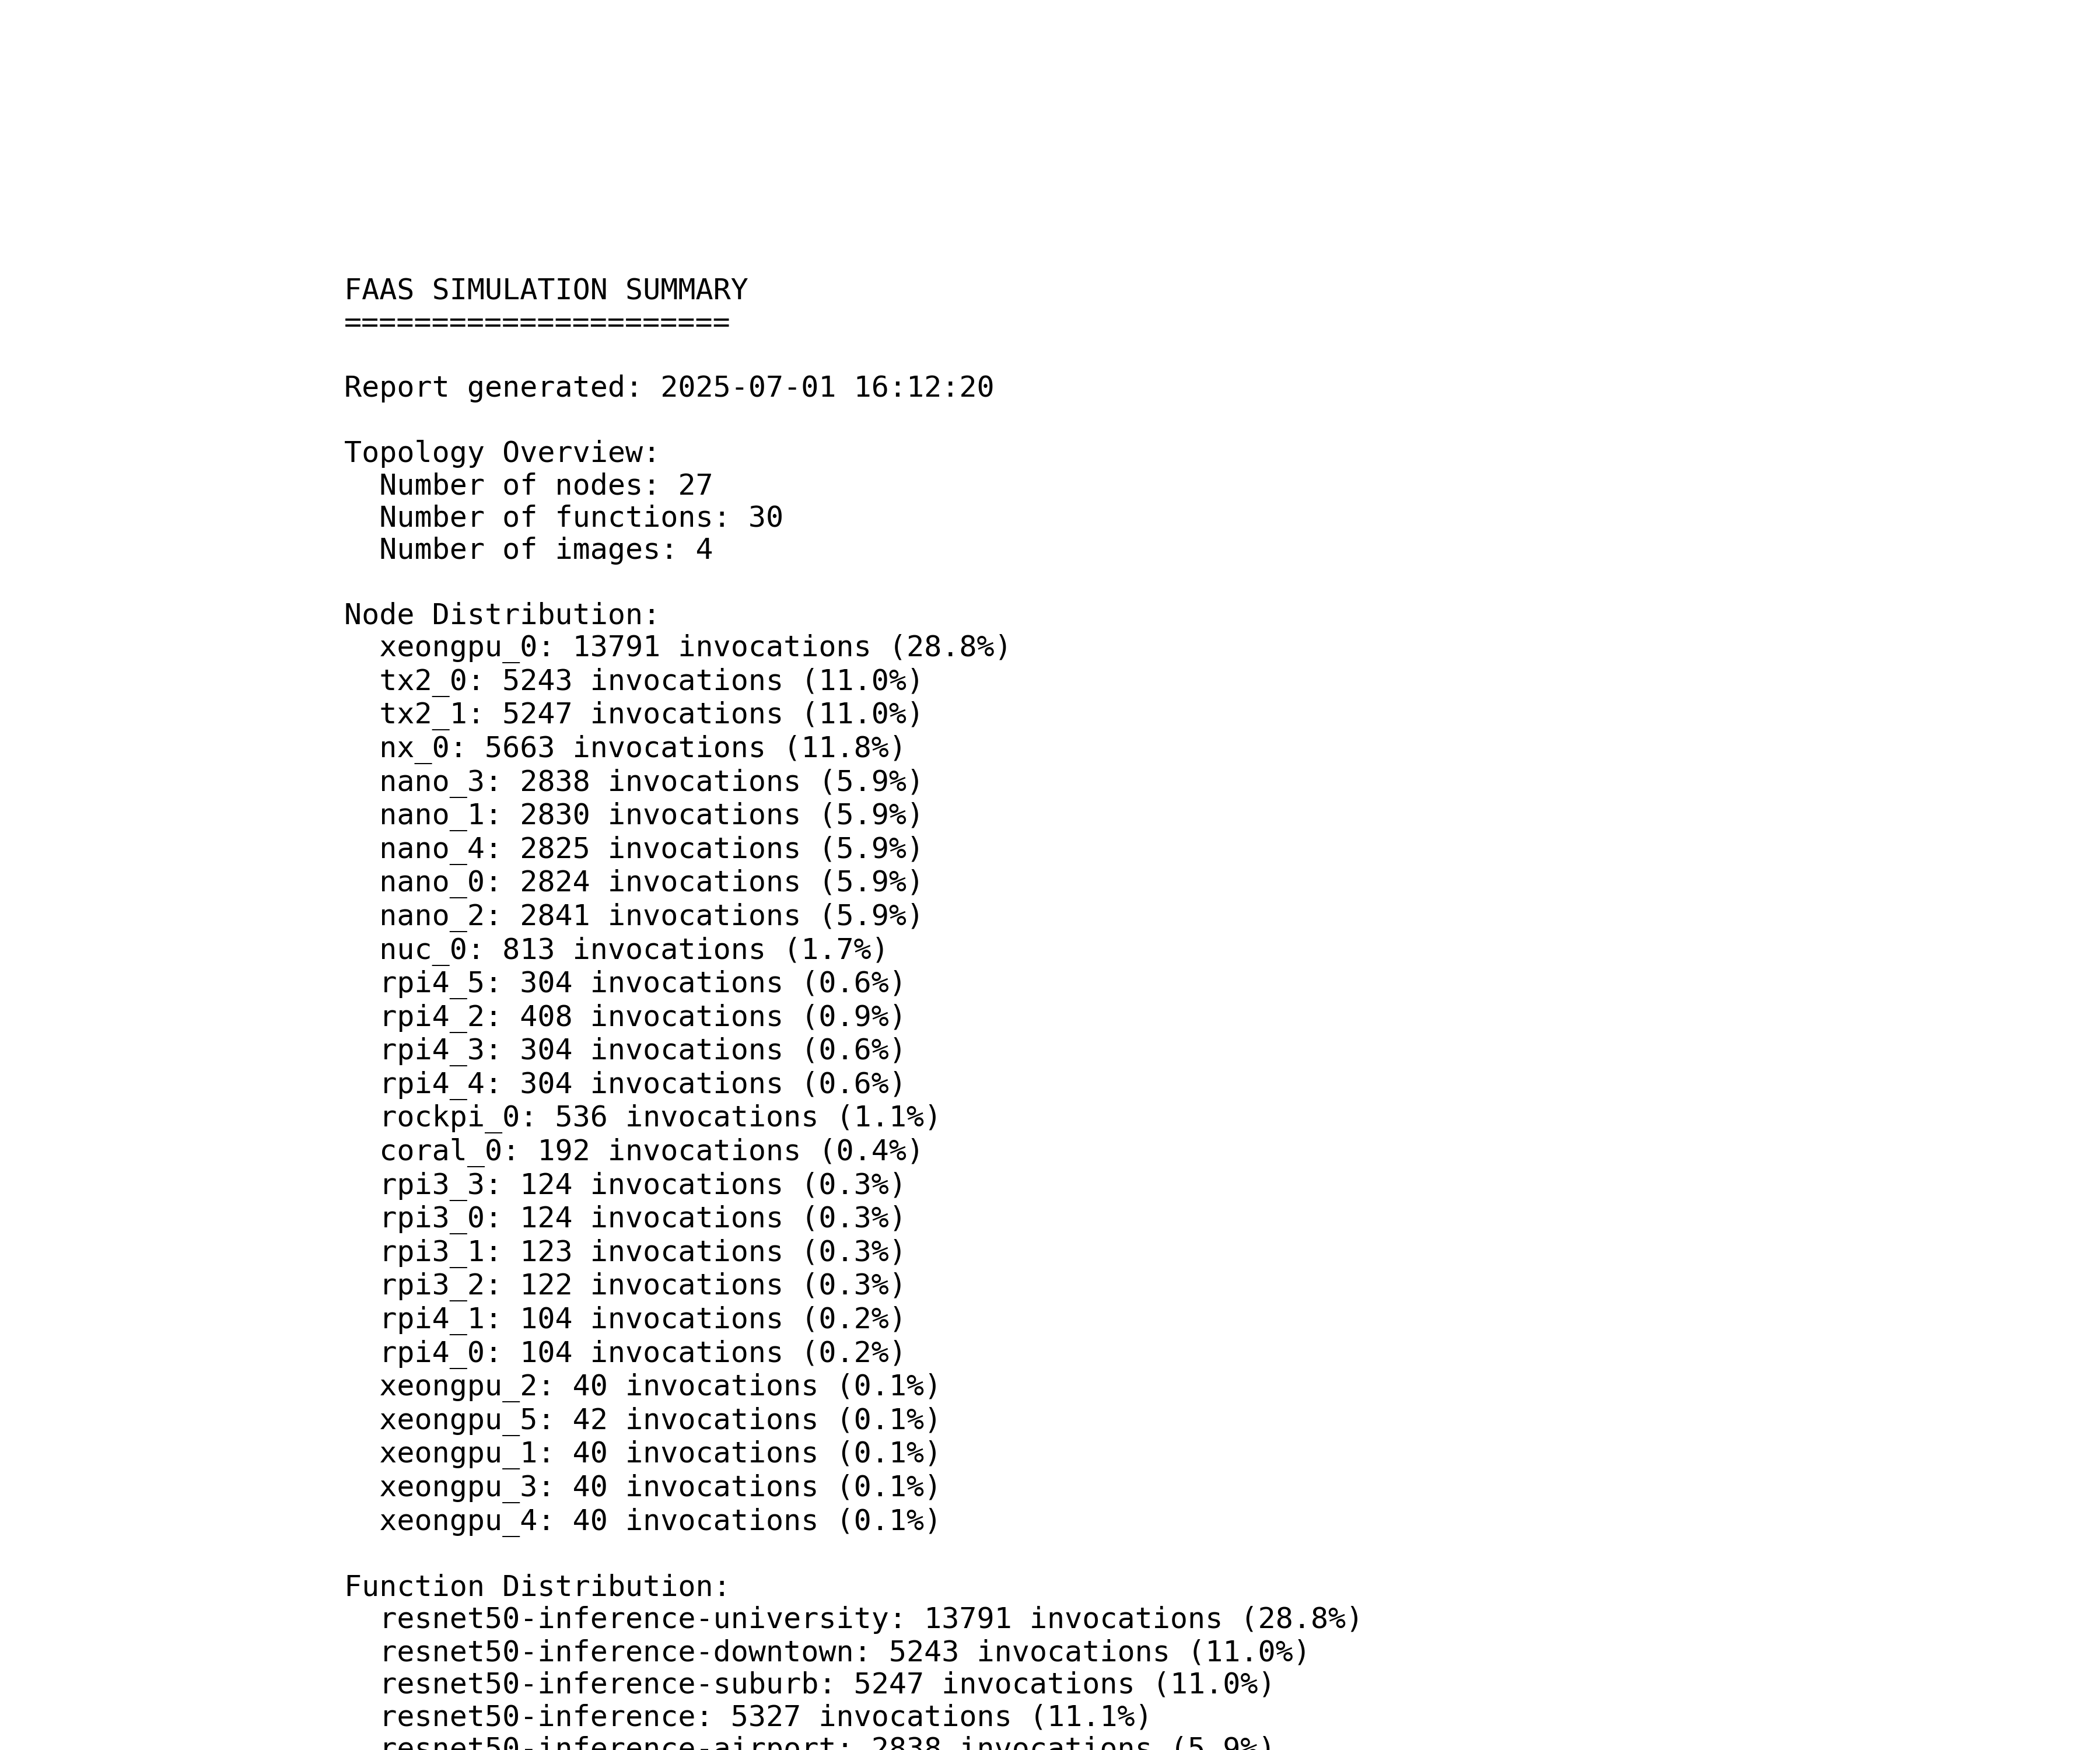 FAAS SIMULATION SUMMARY
======================
Report generated: 2025-07-01 16:12:20
Topology Overview:
  Number of nodes: 27
  Number of functions: 30
  Number of images: 4
Node Distribution:
  xeongpu_0: 13791 invocations (28.8%)
  tx2_0: 5243 invocations (11.0%)
  tx2_1: 5247 invocations (11.0%)
  nx_0: 5663 invocations (11.8%)
  nano_3: 2838 invocations (5.9%)
  nano_1: 2830 invocations (5.9%)
  nano_4: 2825 invocations (5.9%)
  nano_0: 2824 invocations (5.9%)
  nano_2: 2841 invocations (5.9%)
  nuc_0: 813 invocations (1.7%)
  rpi4_5: 304 invocations (0.6%)
  rpi4_2: 408 invocations (0.9%)
  rpi4_3: 304 invocations (0.6%)
  rpi4_4: 304 invocations (0.6%)
  rockpi_0: 536 invocations (1.1%)
  coral_0: 192 invocations (0.4%)
  rpi3_3: 124 invocations (0.3%)
  rpi3_0: 124 invocations (0.3%)
  rpi3_1: 123 invocations (0.3%)
  rpi3_2: 122 invocations (0.3%)
  rpi4_1: 104 invocations (0.2%)
  rpi4_0: 104 invocations (0.2%)
  xeongpu_2: 40 invocations (0.1%)
  xeongpu_5: 42 invocations (0.1%)
  xeongpu_1: 40 invocations (0.1%)
  xeongpu_3: 40 invocations (0.1%)
  xeongpu_4: 40 invocations (0.1%)
Function Distribution:
  resnet50-inference-university: 13791 invocations (28.8%)
  resnet50-inference-downtown: 5243 invocations (11.0%)
  resnet50-inference-suburb: 5247 invocations (11.0%)
  resnet50-inference: 5327 invocations (11.1%)
  resnet50-inference-airport: 2838 invocations (5.9%)